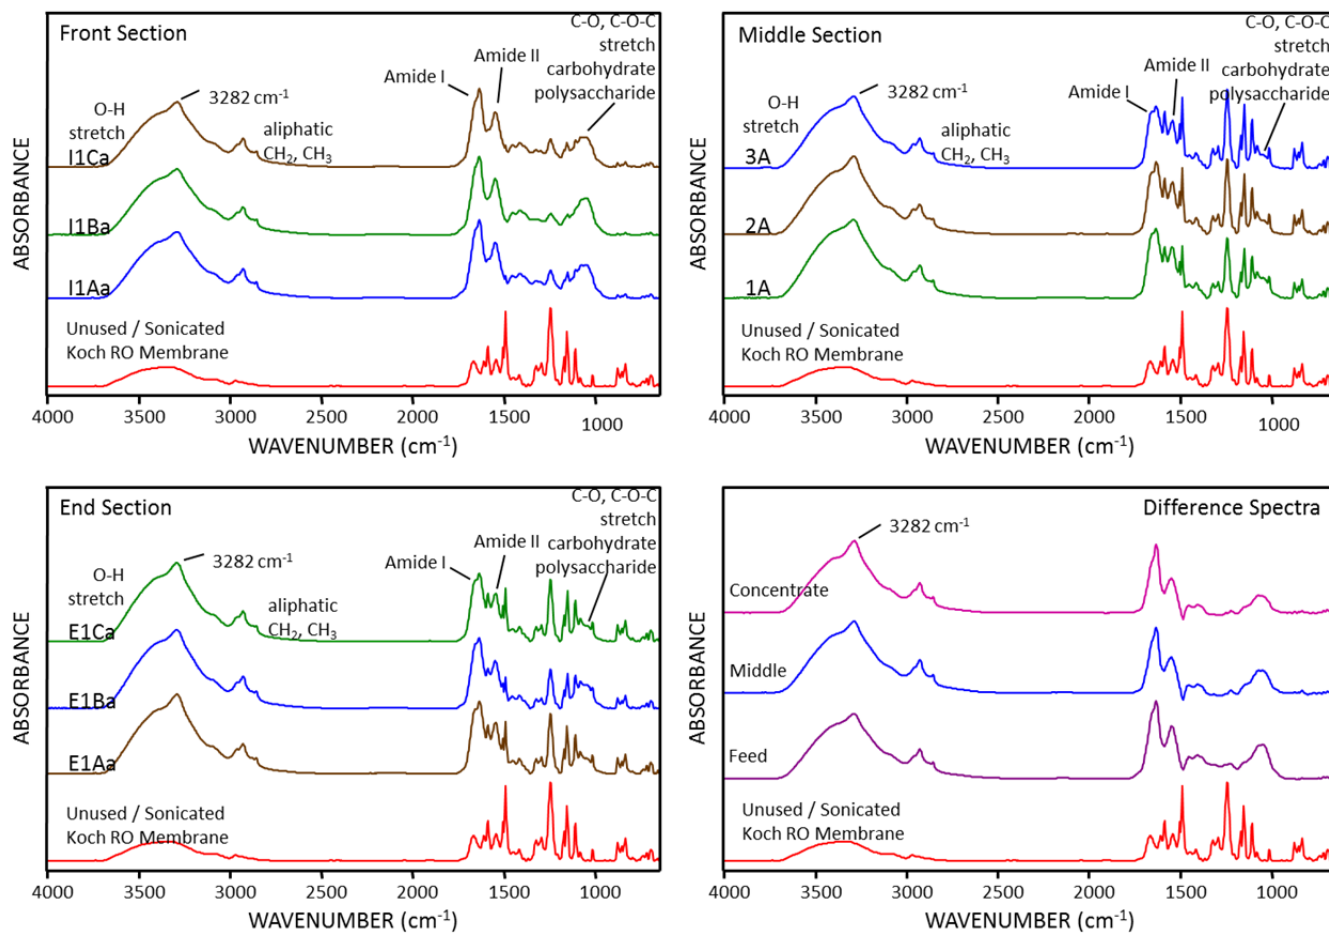 Front Section
C-O, C-O-C
stretch
carbohydrate
polysaccharide
Amide II
Amide I
3282 cm-1
O-H
stretch
aliphatic
CH2, CH3
I1Ca
I1Ba
I1Aa
Unused / Sonicated
Koch RO Membrane
ABSORBANCE
4000 3500 3000 2500 2000 1500 1000
WAVENUMBER (cm-1)
Middle Section
C-O, C-O-C
stretch
carbohydrate
polysaccharide
Amide II
Amide I
3282 cm-1
O-H
stretch
aliphatic
CH2, CH3
3A
2A
1A
Unused / Sonicated
Koch RO Membrane
ABSORBANCE
4000 3500 3000 2500 2000 1500 1000
WAVENUMBER (cm-1)
End Section
C-O, C-O-C
stretch
carbohydrate
polysaccharide
Amide II
Amide I
3282 cm-1
O-H
stretch
aliphatic
CH2, CH3
E1Ca
E1Ba
E1Aa
Unused / Sonicated
Koch RO Membrane
ABSORBANCE
4000 3500 3000 2500 2000 1500 1000
WAVENUMBER (cm-1)
Difference Spectra
3282 cm-1
Concentrate
Middle
Feed
Unused / Sonicated
Koch RO Membrane
ABSORBANCE
4000 3500 3000 2500 2000 1500 1000
WAVENUMBER (cm-1)